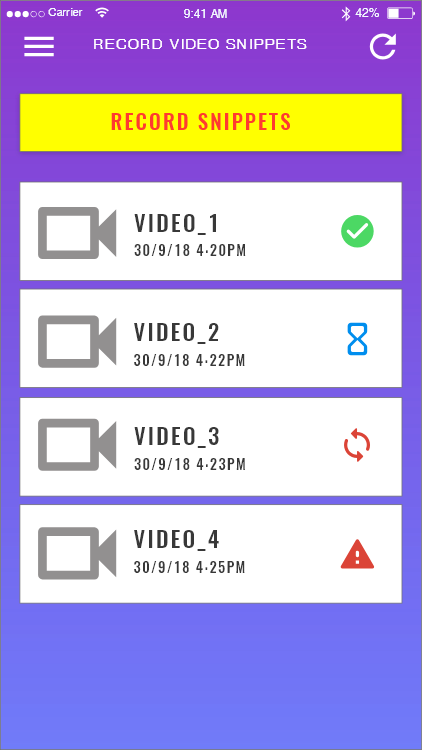 Carrier 9:41 AM 42%
RECORD VIDEO SNIPPETS
RECORD SNIPPETS
VIDEO_1
30/9/18 4:20PM
VIDEO_2
30/9/18 4:22PM
VIDEO_3
30/9/18 4:23PM
VIDEO_4
30/9/18 4:25PM